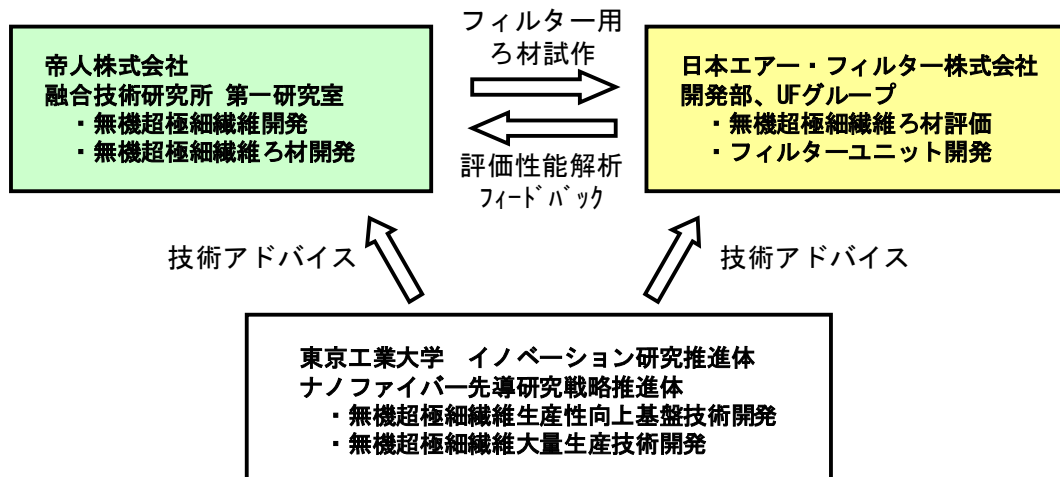 帝人株式会社
融合技術研究所 第一研究室
・無機超極細繊維開発
・無機超極細繊維ろ材開発
フィルター用
ろ材試作
評価性能解析
フィードバック
日本エアー・フィルター株式会社
開発部、UFグループ
・無機超極細繊維ろ材評価
・フィルターユニット開発
技術アドバイス
技術アドバイス
東京工業大学　イノベーション研究推進体
ナノファイバー先導研究戦略推進体
・無機超極細繊維生産性向上基盤技術開発
・無機超極細繊維大量生産技術開発